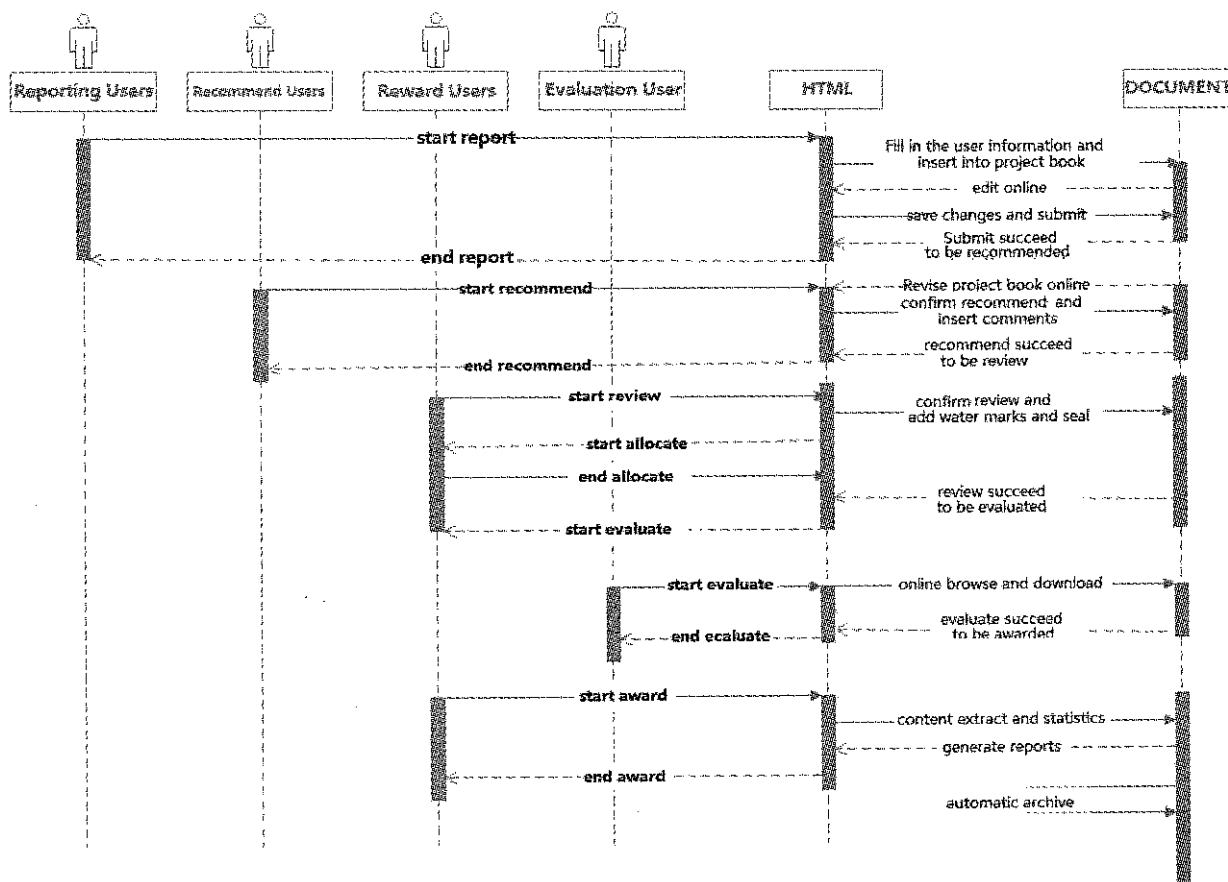 Reporting Users
Recommend Users
Reward Users
Evaluation User
HTML
DOCUMENT
start report
Fill in the user information and
insert into project book
edit online
save changes and submit
Submit succeed
to be recommended
end report
start recommend
Revise project book online
confirm recommend and
insert comments
recommend succeed
to be review
end recommend
start review
confirm review and
add water marks and seal
start allocate
end allocate
review succeed
to be evaluated
start evaluate
start evaluate
online browse and download
evaluate succeed
to be awarded
end ecaluate
start award
content extract and statistics
generate reports
end award
automatic archive